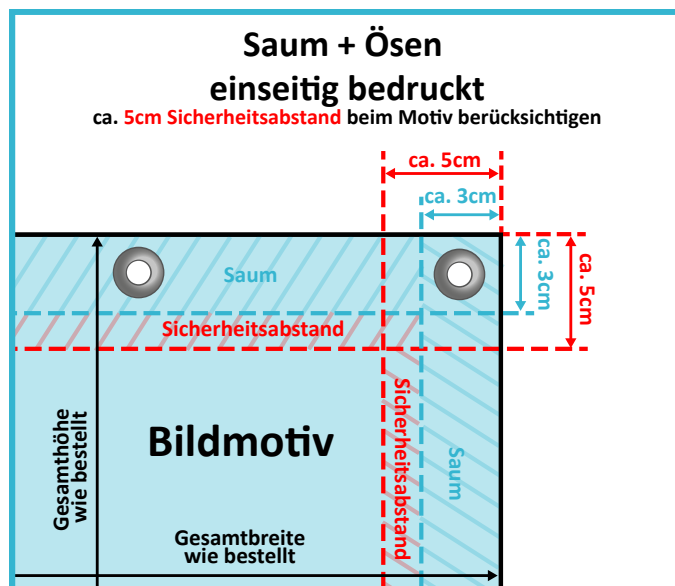 Saum + Ösen
einseitig bedruckt
ca. 5cm Sicherheitsabstand beim Motiv berücksichtigen
ca. 5cm
ca. 3cm
ca. 3cm
ca. 5cm
Saum
Sicherheitsabstand
Gesamthöhe
wie bestellt
Bildmotiv
Sicherheitsabstand
Saum
Gesamtbreite
wie bestellt